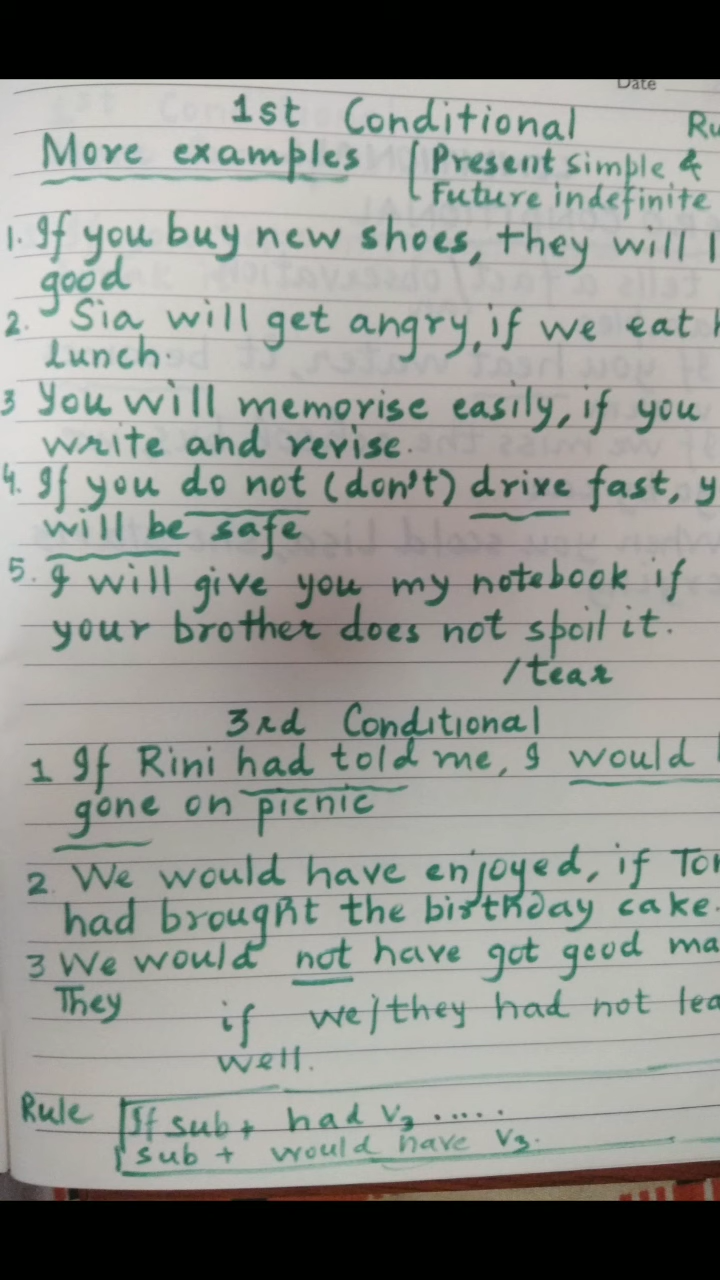 Date
1st Conditional
More examples
Present simple &
Future indefinite
1. If you buy new shoes, they will
good
2. Sia will get angry, if we eat
lunch.
3 You will memorise easily, if you
write and revise.
4. If you do not (don't) drive fast,
will be safe
5. I will give you my notebook if
your brother does not spoil it.
/tear
3rd Conditional
1 If Rini had told me, I would
gone on picnic
2. We would have enjoyed, if
had brought the birthday cake.
3 We would not have got good
They if we/they had not
well.
Rule If sub + had V3 .....
sub + would have V3.